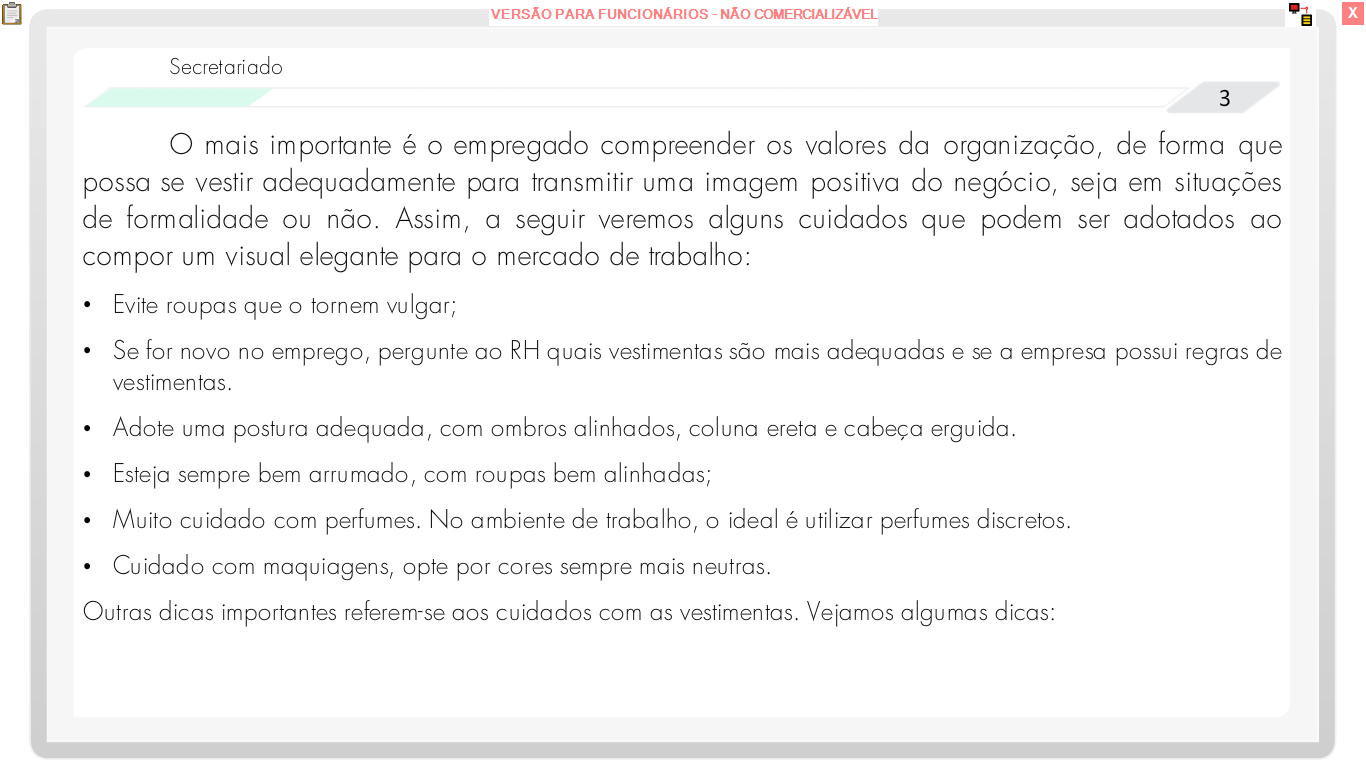 VERSÃO PARA FUNCIONÁRIOS - NÃO COMERCIALIZÁVEL
X
Secretariado
3
O mais importante é o empregado compreender os valores da organização, de forma que
possa se vestir adequadamente para transmitir uma imagem positiva do negócio, seja em situações
de formalidade ou não. Assim, a seguir veremos alguns cuidados que podem ser adotados ao
compor um visual elegante para o mercado de trabalho:
• Evite roupas que o tornem vulgar;
• Se for novo no emprego, pergunte ao RH quais vestimentas são mais adequadas e se a empresa possui regras de
vestimentas.
• Adote uma postura adequada, com ombros alinhados, coluna ereta e cabeça erguida.
• Esteja sempre bem arrumado, com roupas bem alinhadas;
• Muito cuidado com perfumes. No ambiente de trabalho, o ideal é utilizar perfumes discretos.
• Cuidado com maquiagens, opte por cores sempre mais neutras.
Outras dicas importantes referem-se aos cuidados com as vestimentas. Vejamos algumas dicas: